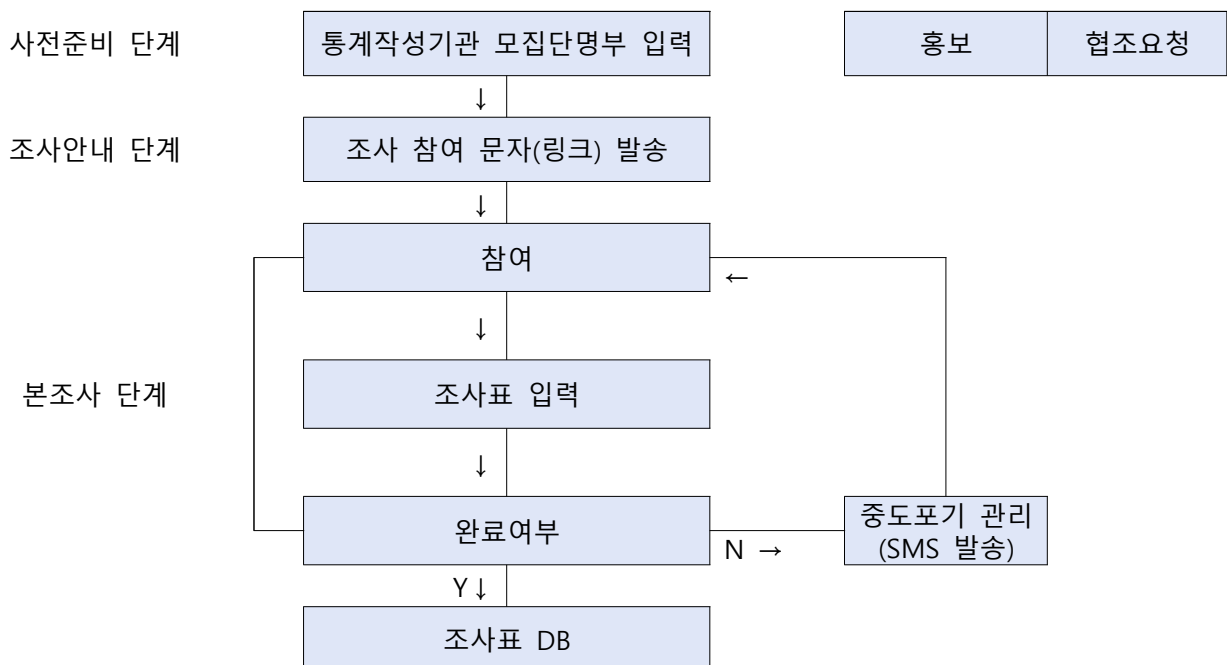 사전준비 단계
통계작성기관 모집단명부 입력
홍보
협조요청
↓
조사안내 단계
조사 참여 문자(링크) 발송
↓
참여
←
↓
본조사 단계
조사표 입력
↓
완료여부
N →
중도포기 관리
(SMS 발송)
Y↓
조사표 DB